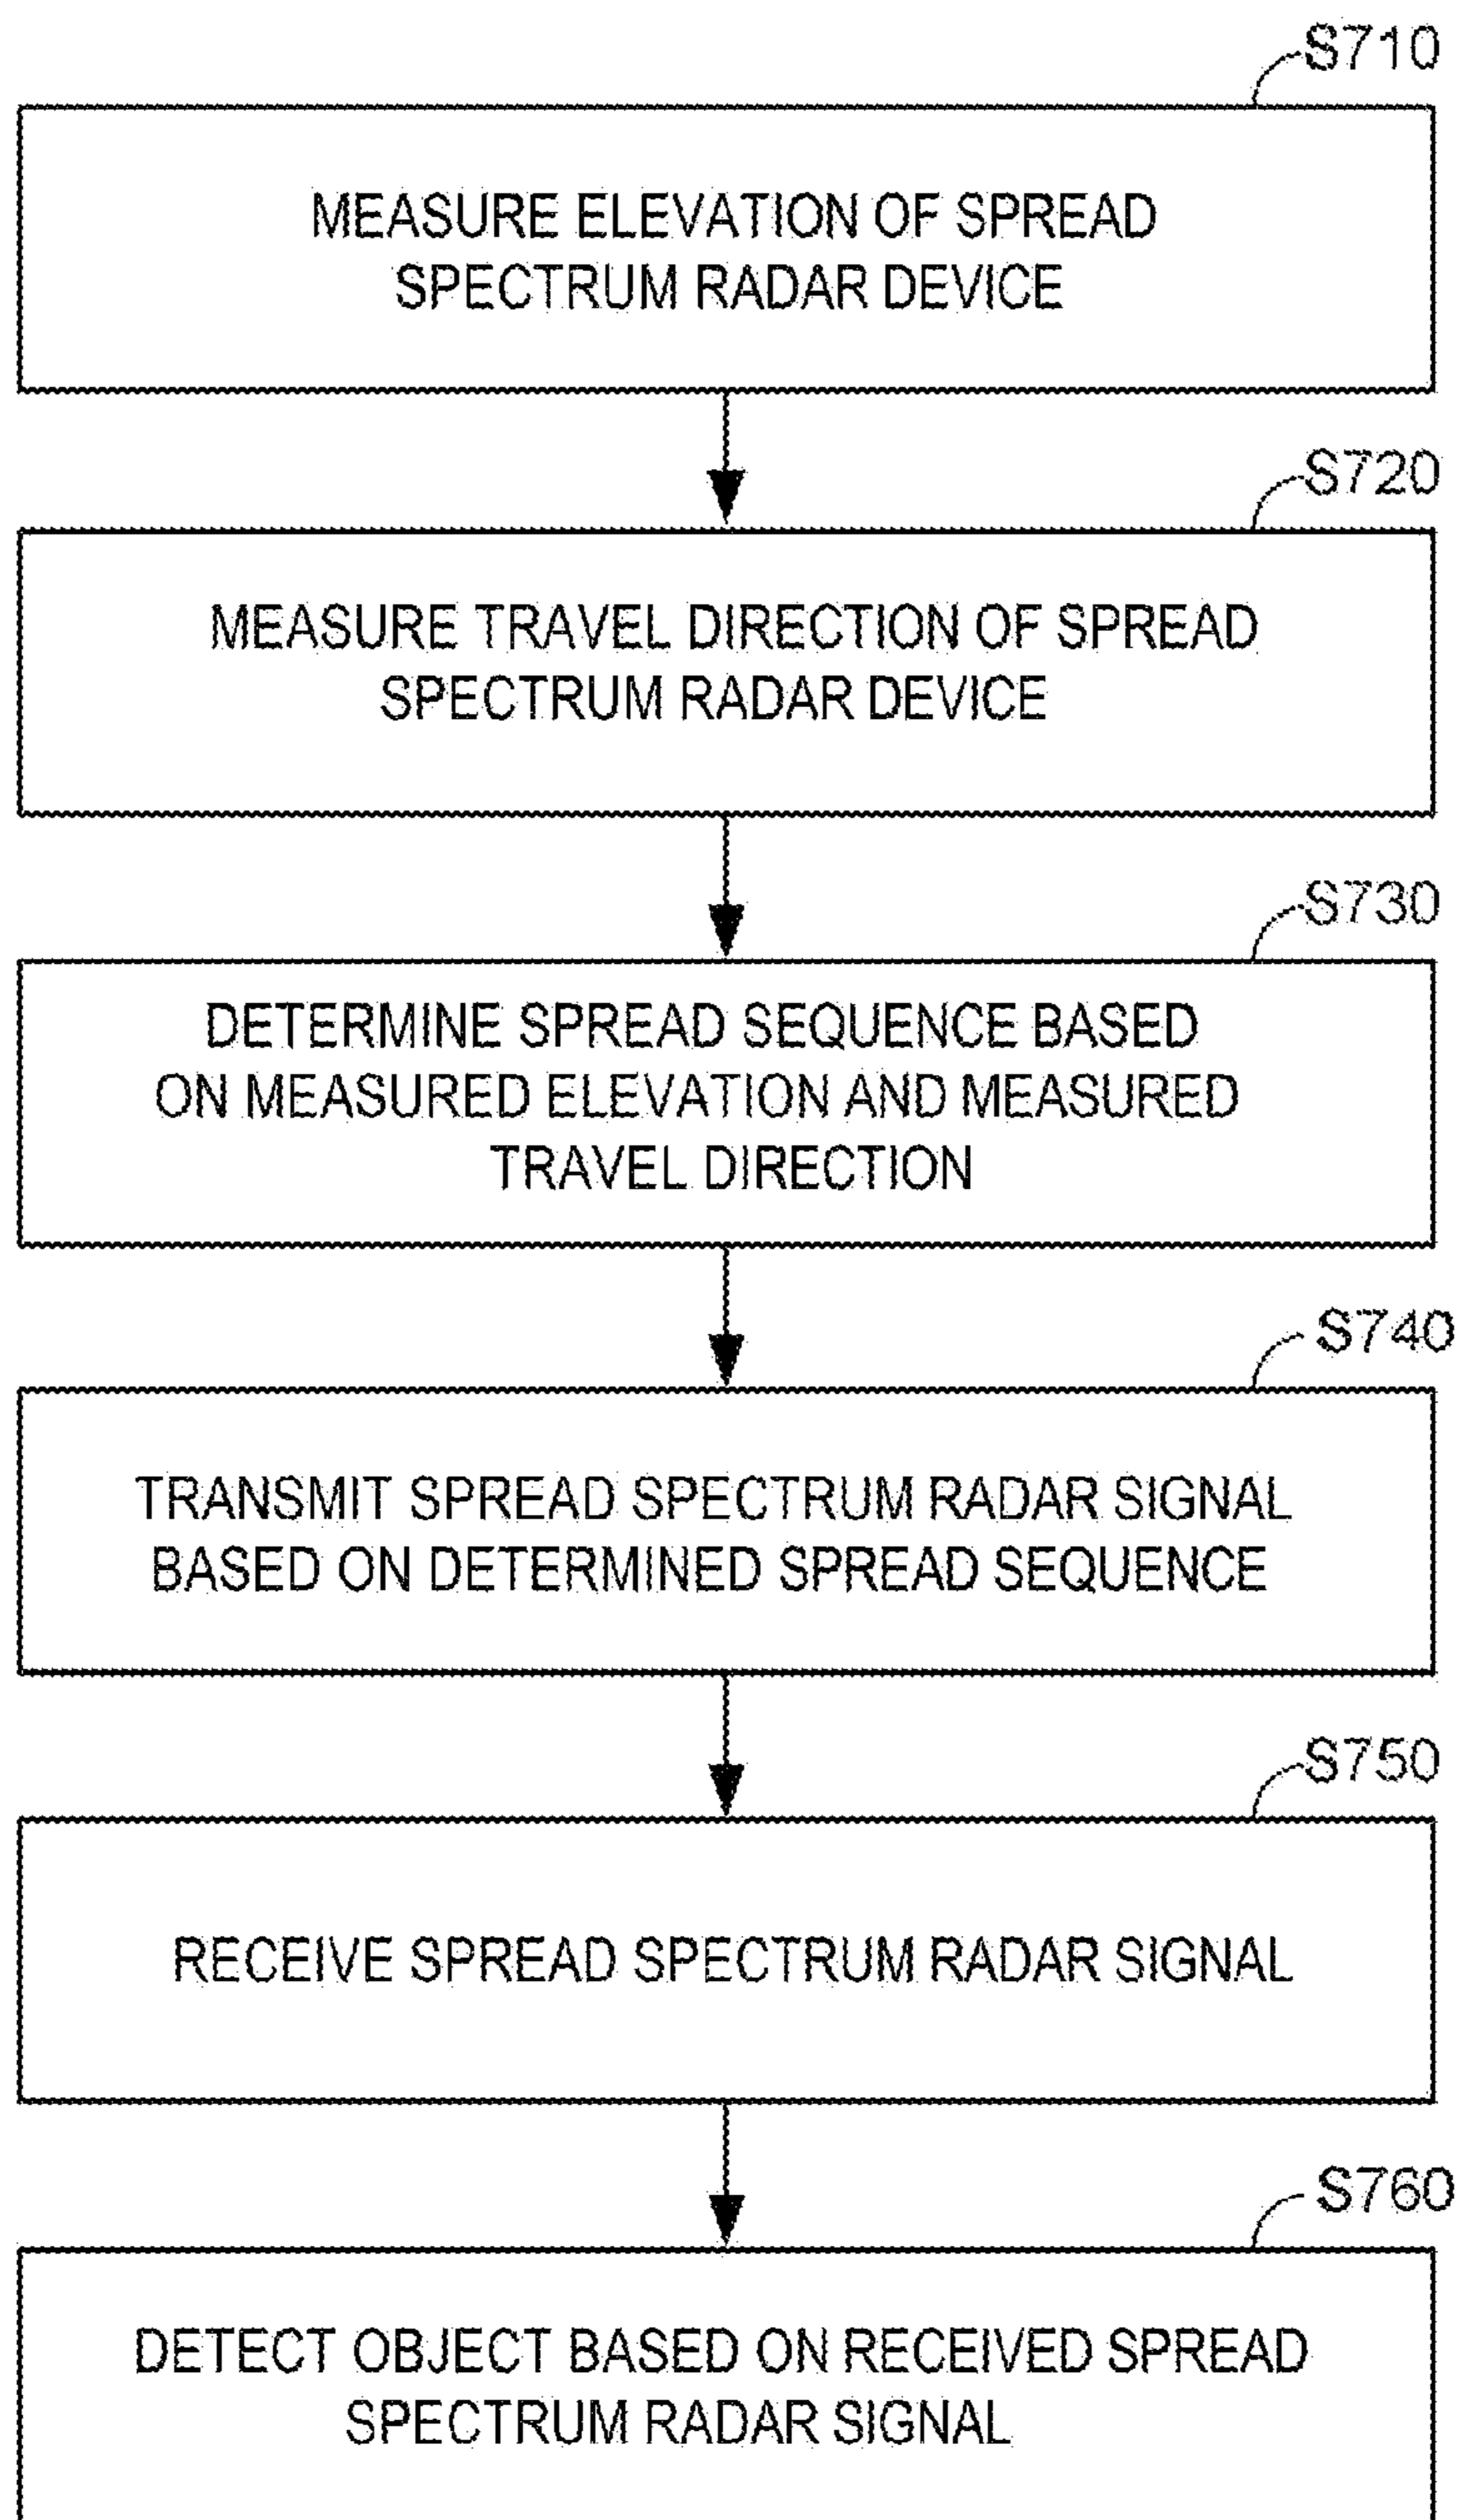 S710
MEASURE ELEVATION OF SPREAD
SPECTRUM RADAR DEVICE
S720
MEASURE TRAVEL DIRECTION OF SPREAD
SPECTRUM RADAR DEVICE
S730
DETERMINE SPREAD SEQUENCE BASED
ON MEASURED ELEVATION AND MEASURED
TRAVEL DIRECTION
S740
TRANSMIT SPREAD SPECTRUM RADAR SIGNAL
BASED ON DETERMINED SPREAD SEQUENCE
S750
RECEIVE SPREAD SPECTRUM RADAR SIGNAL
S760
DETECT OBJECT BASED ON RECEIVED SPREAD
SPECTRUM RADAR SIGNAL